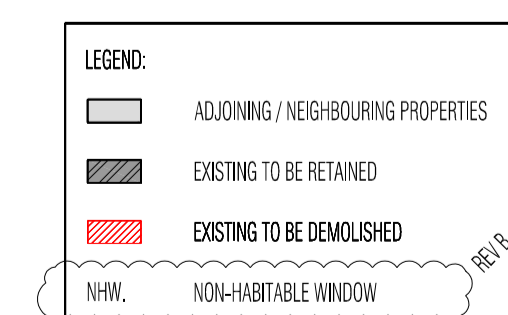 LEGEND:
ADJOINING / NEIGHBOURING PROPERTIES
EXISTING TO BE RETAINED
EXISTING TO BE DEMOLISHED
REV B
NHW. NON-HABITABLE WINDOW